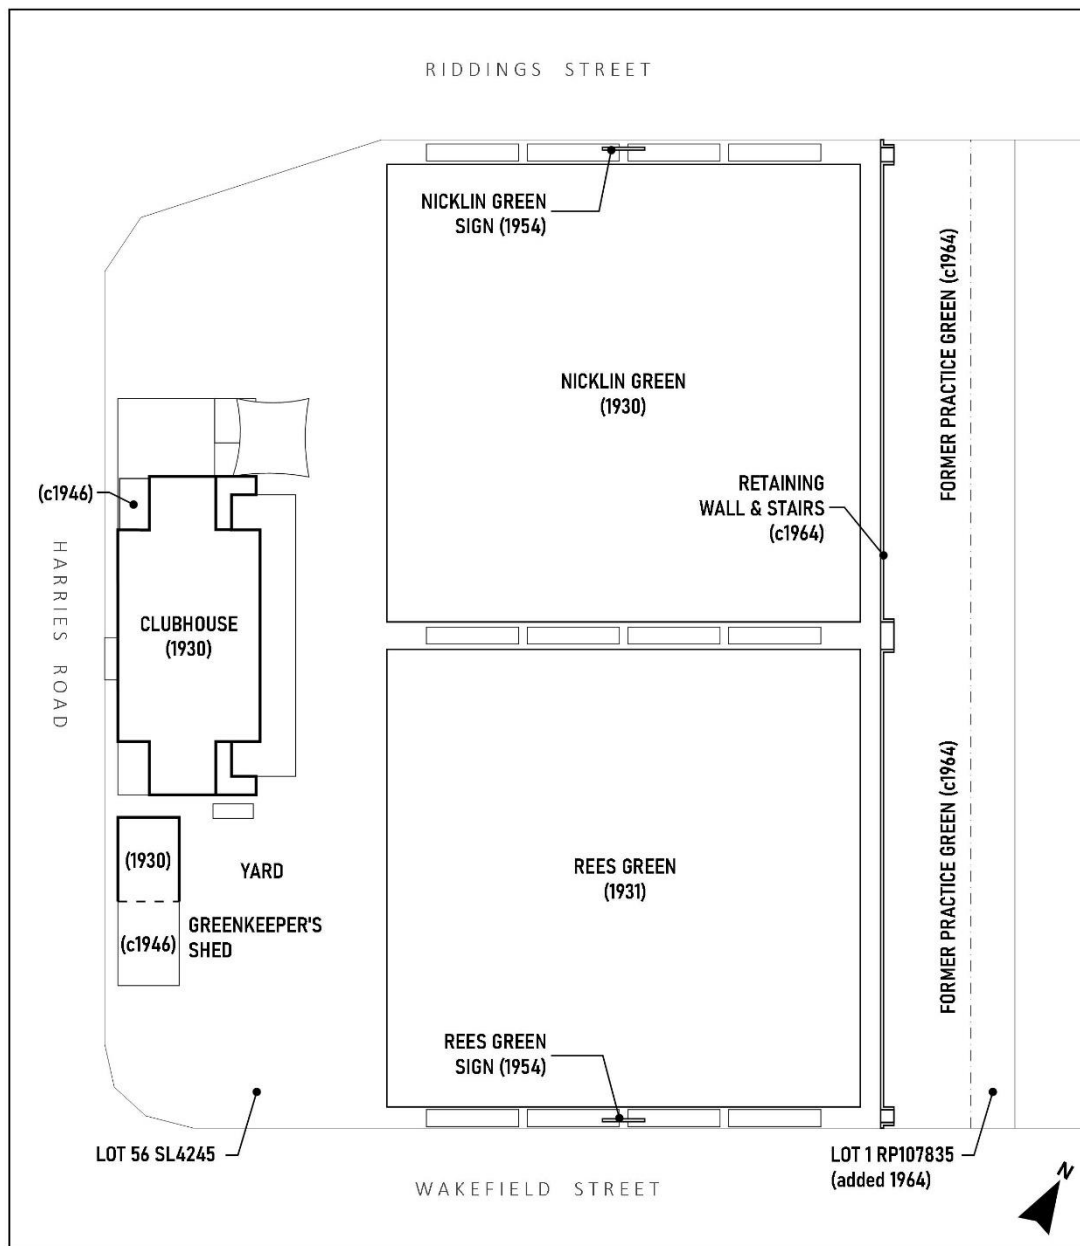 RIDDINGS STREET
NICKLIN GREEN
SIGN (1954)
FORMER PRACTICE GREEN (c1964)
NICKLIN GREEN
(1930)
(c1946)
RETAINING
WALL & STAIRS
(c1964)
HARRIES ROAD
CLUBHOUSE
(1930)
(1930)
YARD
REES GREEN
(1931)
FORMER PRACTICE GREEN (c1964)
(c1946)
GREENKEEPER'S
SHED
REES GREEN
SIGN (1954)
LOT 56 SL4245
LOT 1 RP107835
(added 1964)
N
WAKEFIELD STREET